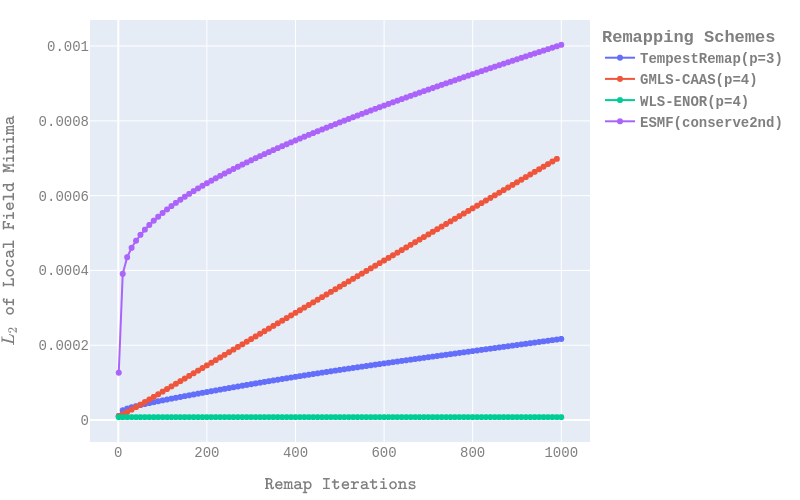 Remapping Schemes
TempestRemap(p=3)
GMLS-CAAS(p=4)
WLS-ENOR(p=4)
ESMF(conserve2nd)
L₂ of Local Field Minima
0.001
0.0008
0.0006
0.0004
0.0002
0
0 200 400 600 800 1000
Remap Iterations